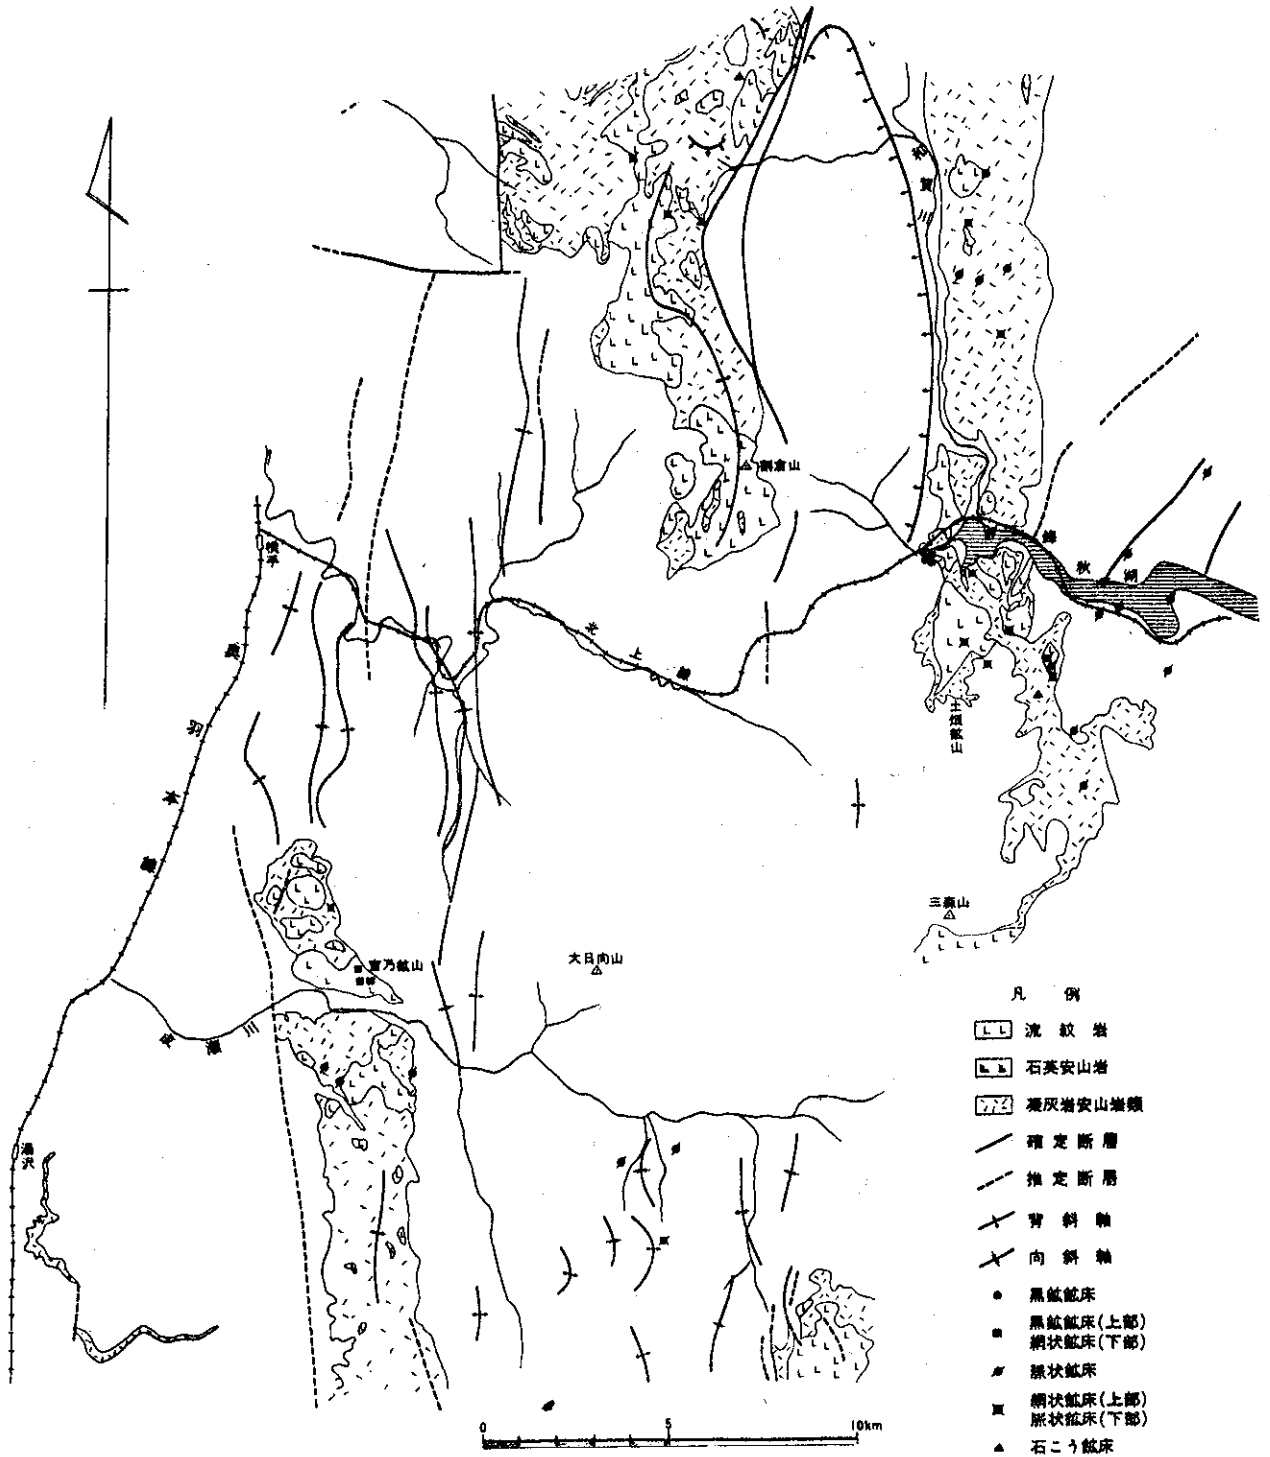 和賀川
割倉山
横手
錦秋湖
北上線
奥羽本線
土畑鉱山
三森山
大日向山
吉乃鉱山
湯沢
凡 例
流 紋 岩
石英安山岩
凝灰岩安山岩類
確 定 断 層
推 定 断 層
背 斜 軸
向 斜 軸
黒鉱鉱床
黒鉱鉱床(上部)
網状鉱床(下部)
脈状鉱床
網状鉱床(上部)
脈状鉱床(下部)
石こう鉱床
0 5 10km